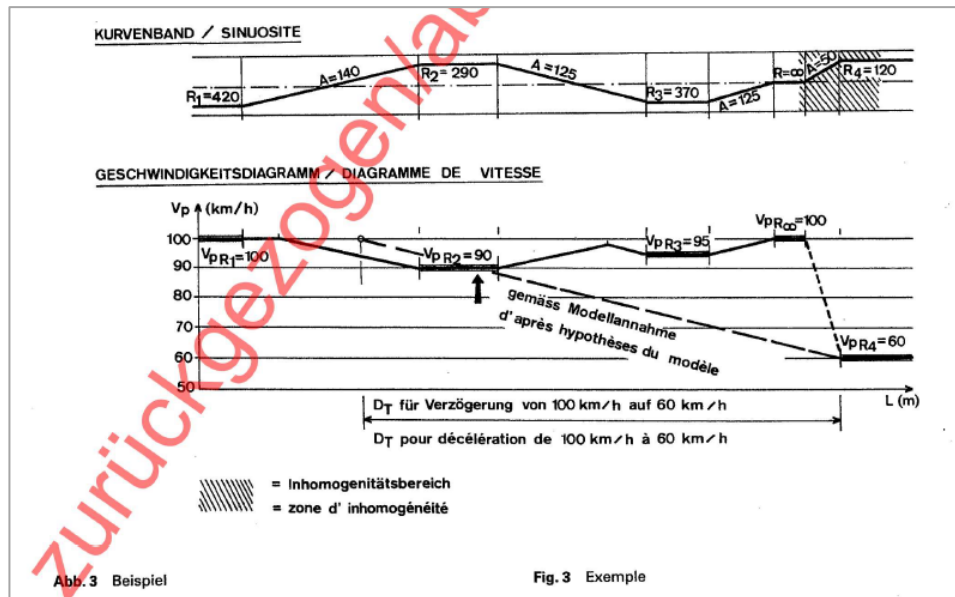 KURVENBAND / SINUOSITE
R1=420
A=140
R2=290
A=125
R3=370
A=125
R=∞
A=50
R4=120
GESCHWINDIGKEITSDIAGRAMM / DIAGRAMME DE VITESSE
Vp (km/h)
100
90
80
70
60
50
VpR1=100
VpR2=90
VpR3=95
VpR∞=100
VpR4=60
gemäss Modellannahme
d'après hypothèses du modèle
L (m)
DT für Verzögerung von 100 km/h auf 60 km/h
DT pour décélération de 100 km/h à 60 km/h
= Inhomogenitätsbereich
= zone d'inhomogénéité
Abb. 3 Beispiel
Fig. 3 Exemple
zurückgezogen/ab